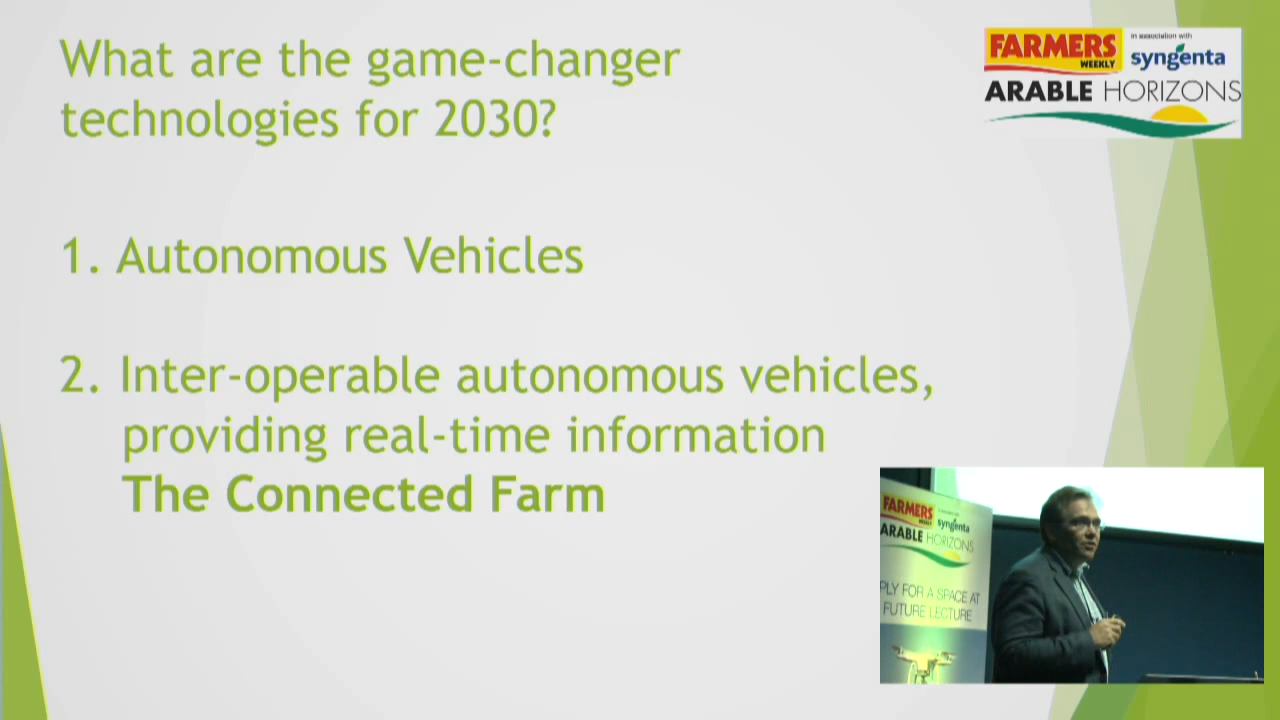 What are the game-changer
technologies for 2030?
FARMERS
WEEKLY
in association with
syngenta
ARABLE HORIZONS
1. Autonomous Vehicles
2. Inter-operable autonomous vehicles,
providing real-time information
The Connected Farm
FARMERS
WEEKLY
syngenta
ARABLE HORIZONS
PLY FOR A SPACE AT
FUTURE LECTURE